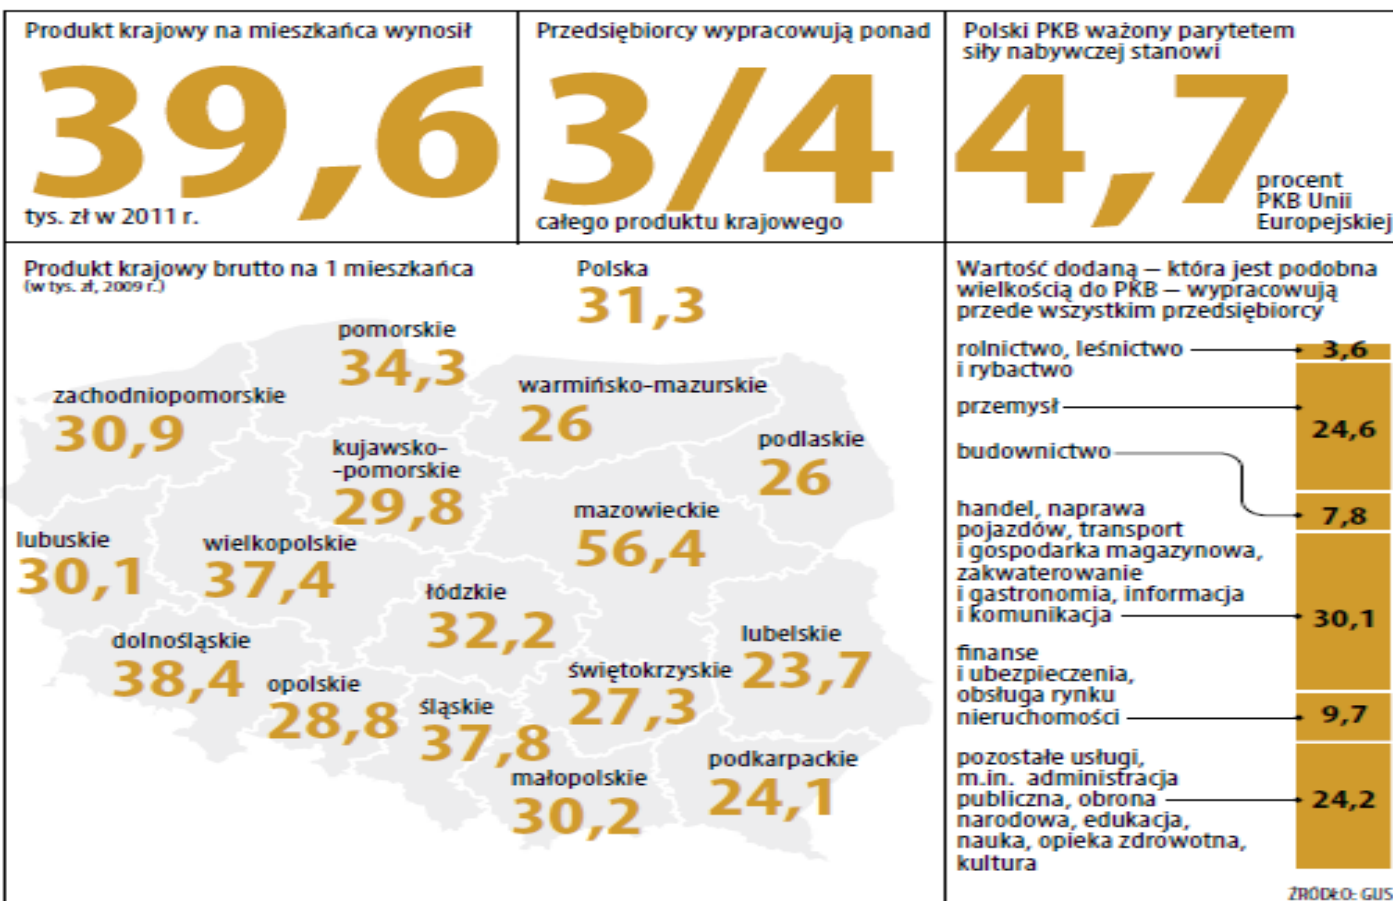 Produkt krajowy na mieszkańca wynosił
39,6
tys. zł w 2011 r.
Przedsiębiorcy wypracowują ponad
3/4
całego produktu krajowego
Polski PKB ważony parytetem
siły nabywczej stanowi
4,7
procent
PKB Unii
Europejskiej
Produkt krajowy brutto na 1 mieszkańca
(w tys. zł, 2009 r.)
Polska
31,3
pomorskie
34,3
zachodniopomorskie
30,9
warmińsko-mazurskie
26
podlaskie
26
kujawsko-
-pomorskie
29,8
mazowieckie
56,4
lubuskie
30,1
wielkopolskie
37,4
łódzkie
32,2
lubelskie
23,7
dolnośląskie
38,4
opolskie
28,8
śląskie
37,8
świętokrzyskie
27,3
małopolskie
30,2
podkarpackie
24,1
Wartość dodaną – która jest podobna
wielkością do PKB – wypracowują
przede wszystkim przedsiębiorcy
rolnictwo, leśnictwo
i rybactwo
3,6
przemysł
24,6
budownictwo
7,8
handel, naprawa
pojazdów, transport
i gospodarka magazynowa,
zakwaterowanie
i gastronomia, informacja
i komunikacja
30,1
finanse
i ubezpieczenia,
obsługa rynku
nieruchomości
9,7
pozostałe usługi,
m.in. administracja
publiczna, obrona
narodowa, edukacja,
nauka, opieka zdrowotna,
kultura
24,2
ŹRÓDŁO: GUS